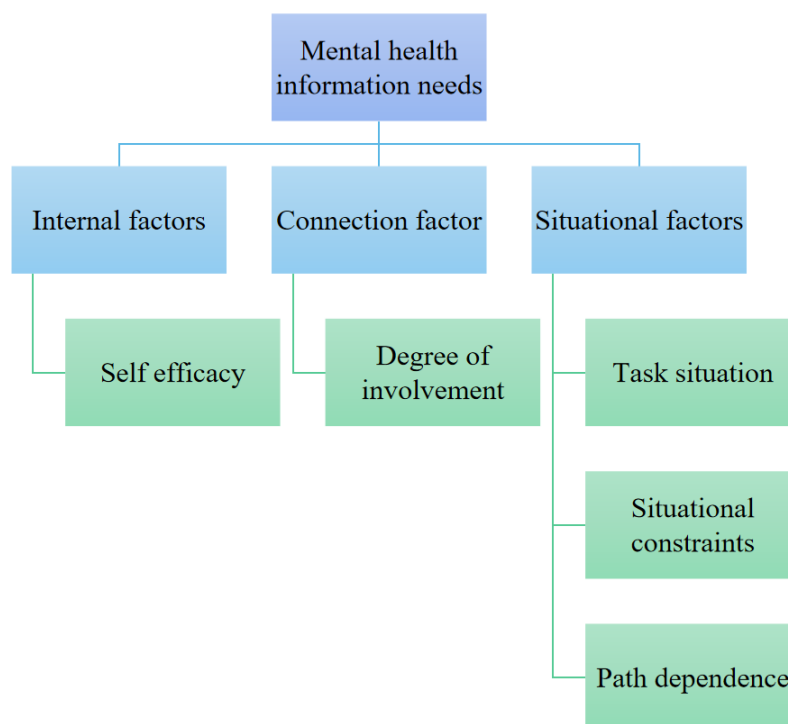 Mental health
information needs
Internal factors
Connection factor
Situational factors
Self efficacy
Degree of
involvement
Task situation
Situational
constraints
Path dependence